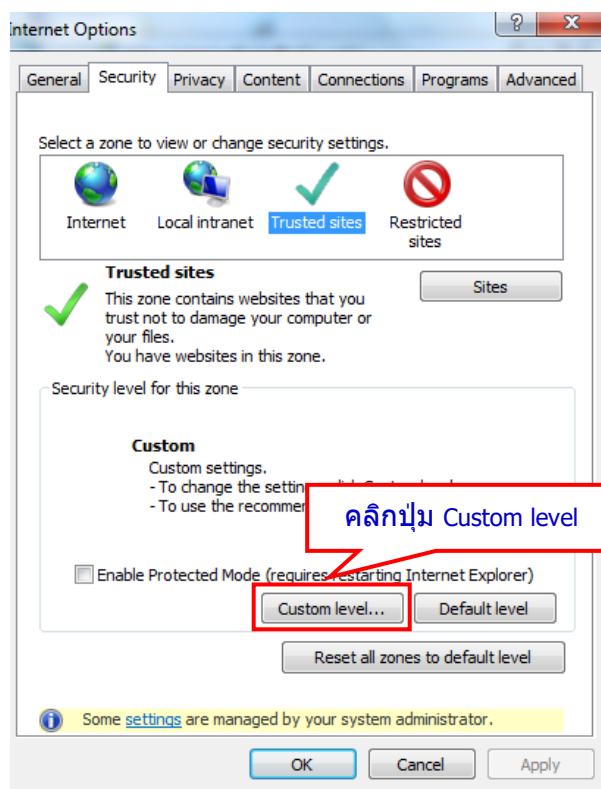 Internet Options
General Security Privacy Content Connections Programs Advanced
Select a zone to view or change security settings.
Internet Local intranet Trusted sites Restricted
sites
Trusted sites
Sites
This zone contains websites that you
trust not to damage your computer or
your files.
You have websites in this zone.
Security level for this zone
Custom
Custom settings.
- To change the settin
- To use the recommen
คลิกปุ่ม Custom level
Enable Protected Mode (requires restarting Internet Explorer)
Custom level... Default level
Reset all zones to default level
Some settings are managed by your system administrator.
OK Cancel Apply